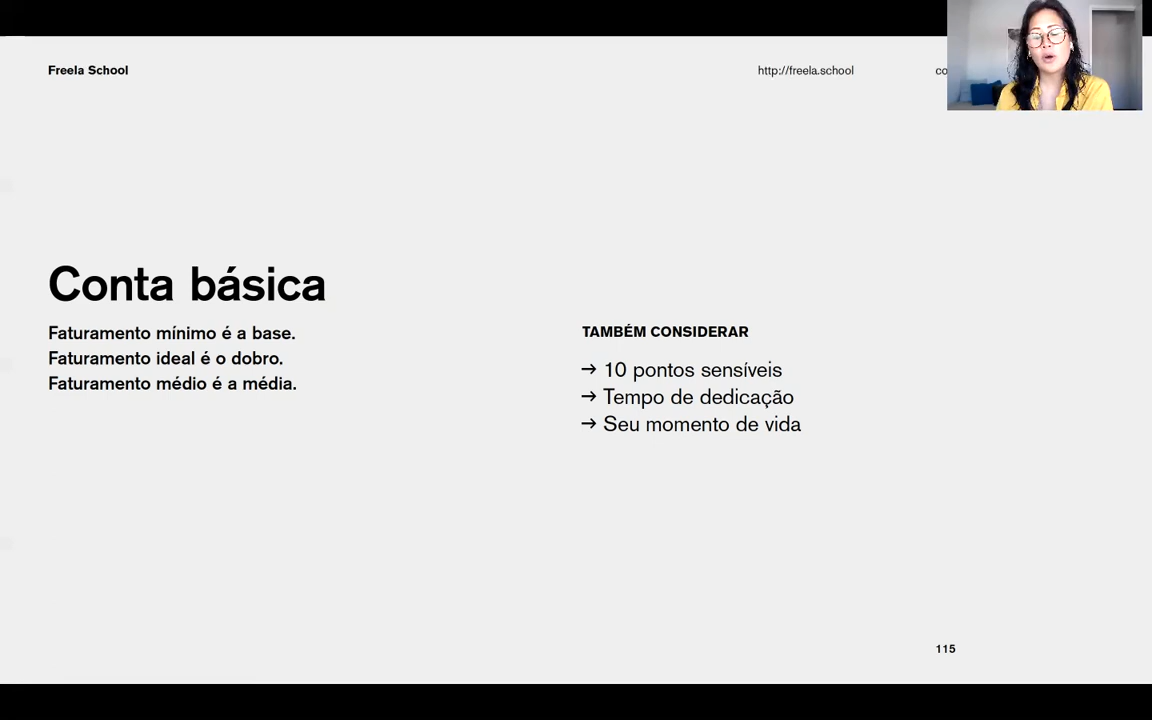 Freela School
http://freela.school
Conta básica
Faturamento mínimo é a base.
Faturamento ideal é o dobro.
Faturamento médio é a média.
TAMBÉM CONSIDERAR
→ 10 pontos sensíveis
→ Tempo de dedicação
→ Seu momento de vida
115